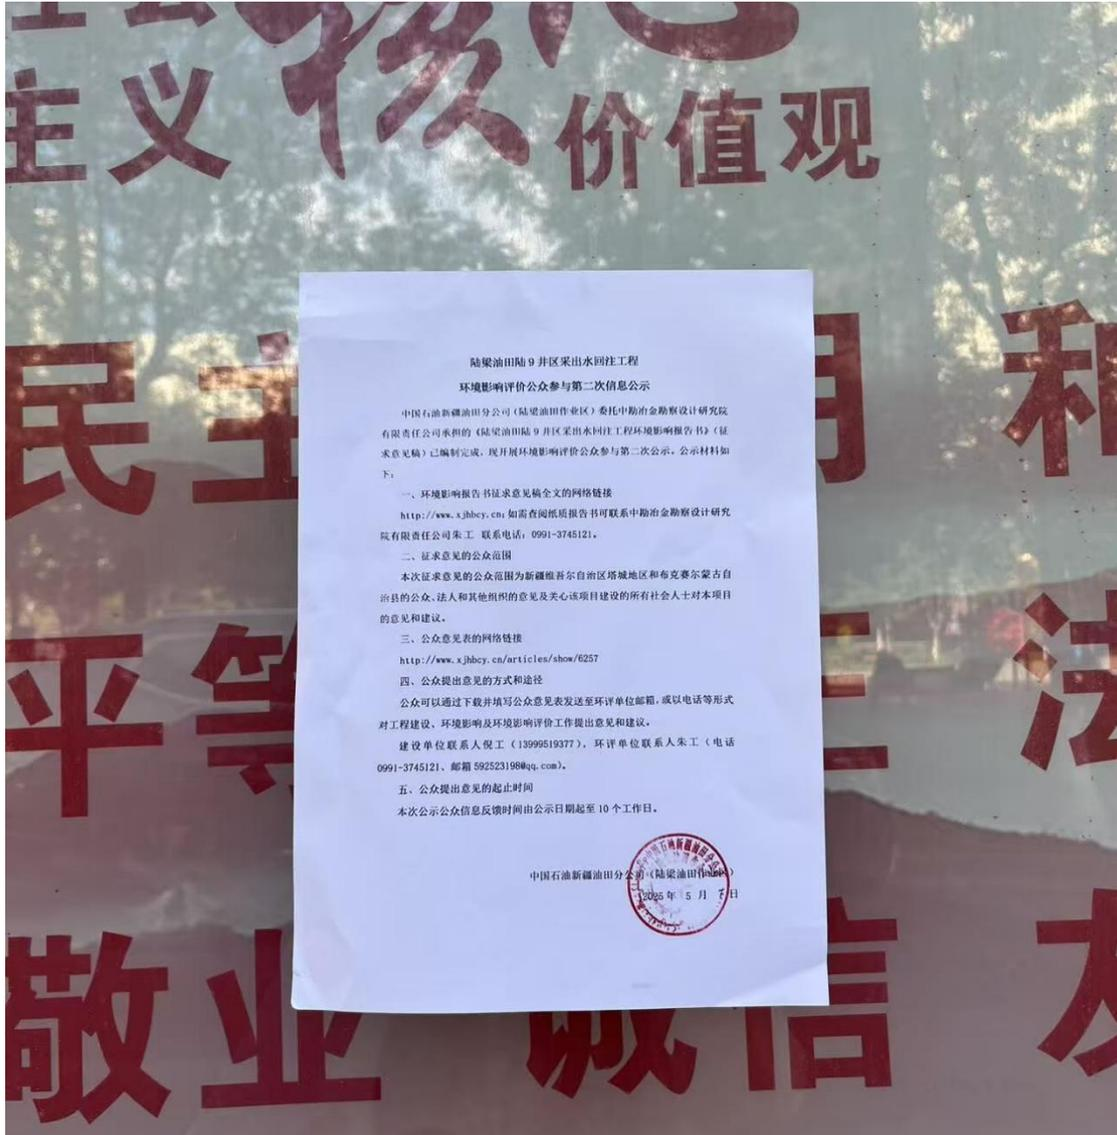 主义
价值观
民主
用
和
平等
法
敬业
诚信
友
陆梁油田陆9井区采出水回注工程
环境影响评价公众参与第二次信息公示
中国石油新疆油田分公司（陆梁油田作业区）委托中勘冶金勘察设计研究院
有限责任公司承担的《陆梁油田陆9井区采出水回注工程环境影响报告书》（征
求意见稿）已编制完成，现开展环境影响评价公众参与第二次公示。公示材料如
下：
一、环境影响报告书征求意见稿全文的网络链接
http://www.xjhbcy.cn；如需查阅纸质报告书可联系中勘冶金勘察设计研究
院有限责任公司朱工 联系电话：0991-3745121。
二、征求意见的公众范围
本次征求意见的公众范围为新疆维吾尔自治区塔城地区和布克赛尔蒙古自
治县的公众、法人和其他组织的意见及关心该项目建设的所有社会人士对本项目
的意见和建议。
三、公众意见表的网络链接
http://www.xjhbcy.cn/articles/show/6257
四、公众提出意见的方式和途径
公众可以通过下载并填写公众意见表发送至环评单位邮箱，或以电话等形式
对工程建设、环境影响及环境影响评价工作提出意见和建议。
建设单位联系人倪工（13999519377），环评单位联系人朱工（电话
0991-3745121、邮箱 592523198@qq.com）。
五、公众提出意见的起止时间
本次公示公众信息反馈时间由公示日期起至10个工作日。
中国石油新疆油田分公司（陆梁油田作业区）
2025年 5 月 日